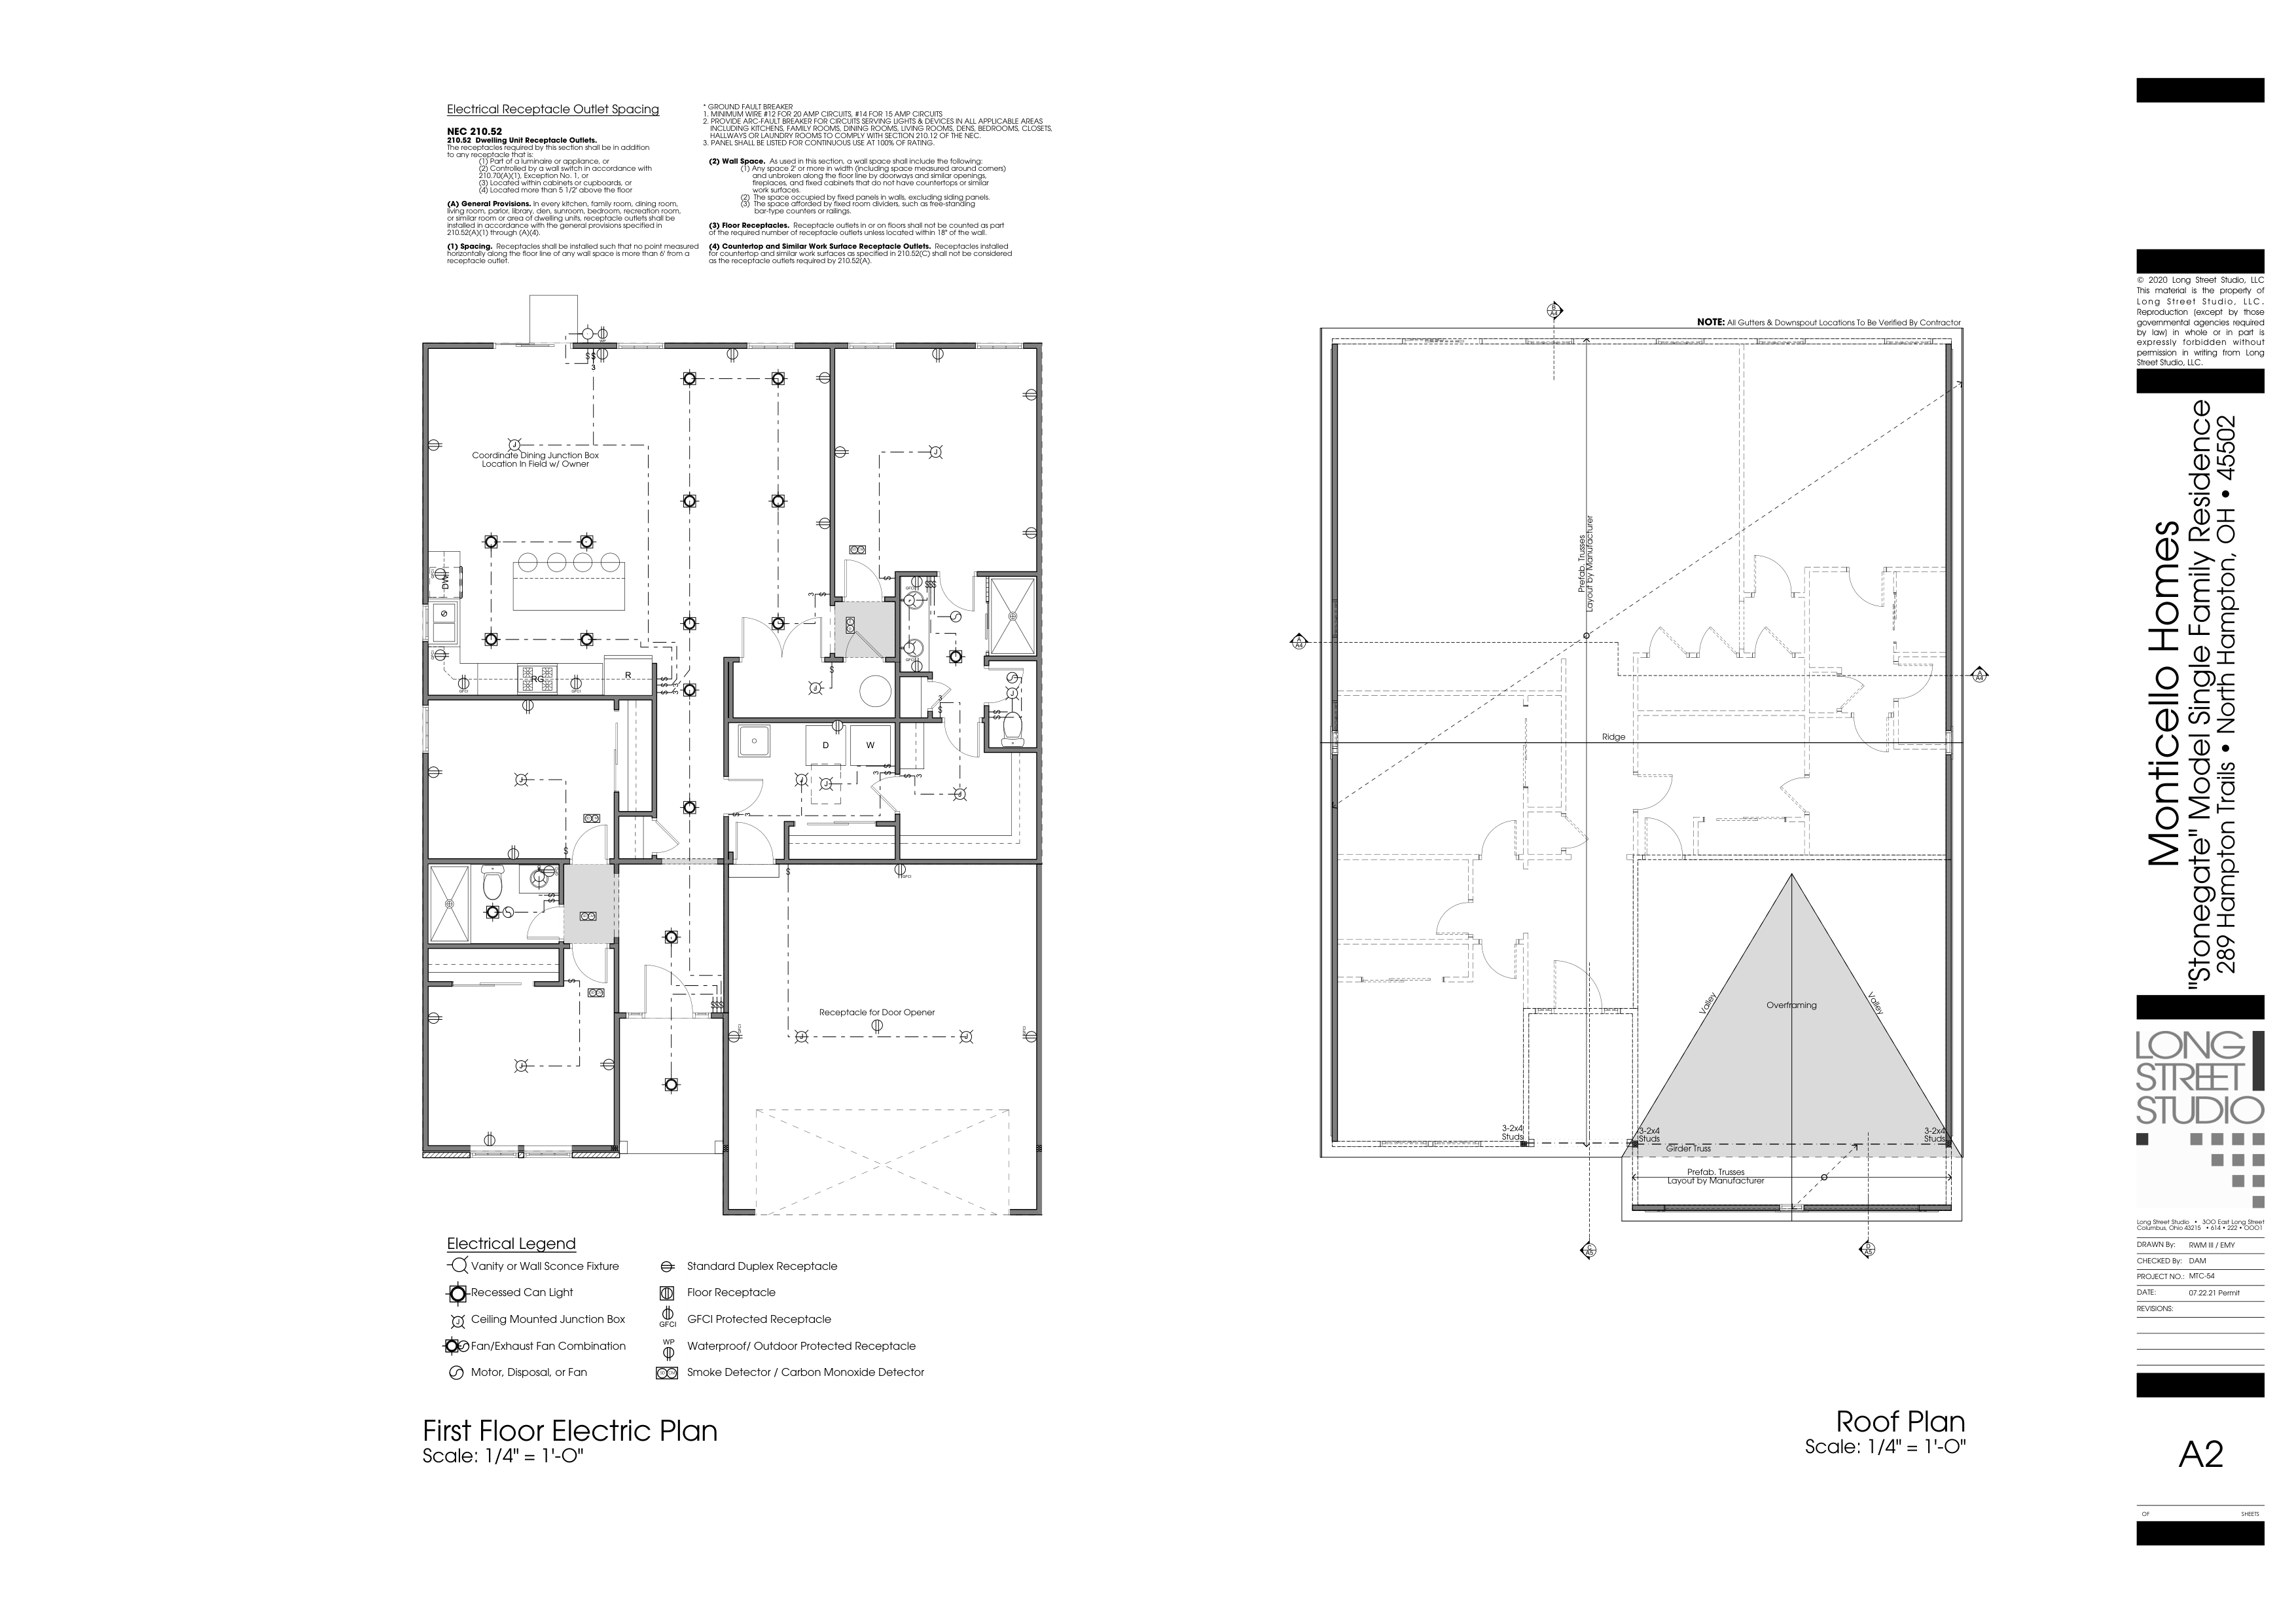 Electrical Receptacle Outlet Spacing
NEC 210.52
210.52 Dwelling Unit Receptacle Outlets.
The receptacles required by this section shall be in addition
to any receptacle that is:
(1) Part of a luminaire or appliance, or
(2) Controlled by a wall switch in accordance with
210.70(A)(1), Exception No. 1, or
(3) Located within cabinets or cupboards, or
(4) Located more than 5 1/2' above the floor
(A) General Provisions. In every kitchen, family room, dining room,
living room, parlor, library, den, sunroom, bedroom, recreation room,
or similar room or area of dwelling units, receptacle outlets shall be
installed in accordance with the general provisions specified in
210.52(A)(1) through (A)(4).
(1) Spacing. Receptacles shall be installed such that no point measured
horizontally along the floor line of any wall space is more than 6' from a
receptacle outlet.
* GROUND FAULT BREAKER
1. MINIMUM WIRE #12 FOR 20 AMP CIRCUITS, #14 FOR 15 AMP CIRCUITS
2. PROVIDE ARC-FAULT BREAKER FOR CIRCUITS SERVING LIGHTS & DEVICES IN ALL APPLICABLE AREAS
INCLUDING KITCHENS, FAMILY ROOMS, DINING ROOMS, LIVING ROOMS, DENS, BEDROOMS, CLOSETS,
HALLWAYS OR LAUNDRY ROOMS TO COMPLY WITH SECTION 210.12 OF THE NEC.
3. PANEL SHALL BE LISTED FOR CONTINUOUS USE AT 100% OF RATING.
(2) Wall Space. As used in this section, a wall space shall include the following:
(1) Any space 2' or more in width (including space measured around corners)
and unbroken along the floor line by doorways and similar openings,
fireplaces, and fixed cabinets that do not have countertops or similar
work surfaces.
(2) The space occupied by fixed panels in walls, excluding siding panels.
(3) The space afforded by fixed room dividers, such as free-standing
bar-type counters or railings.
(3) Floor Receptacles. Receptacle outlets in or on floors shall not be counted as part
of the required number of receptacle outlets unless located within 18" of the wall.
(4) Countertop and Similar Work Surface Receptacle Outlets. Receptacles installed
for countertop and similar work surfaces as specified in 210.52(C) shall not be considered
as the receptacle outlets required by 210.52(A).
Coordinate Dining Junction Box
Location In Field w/ Owner
DW
RG
R
D
W
Receptacle for Door Opener
Electrical Legend
Vanity or Wall Sconce Fixture
Recessed Can Light
Ceiling Mounted Junction Box
Fan/Exhaust Fan Combination
Motor, Disposal, or Fan
Standard Duplex Receptacle
Floor Receptacle
GFCI
GFCI Protected Receptacle
WP
Waterproof/ Outdoor Protected Receptacle
Smoke Detector / Carbon Monoxide Detector
First Floor Electric Plan
Scale: 1/4" = 1'-0"
NOTE: All Gutters & Downspout Locations To Be Verified By Contractor
Prefab. Trusses
Layout by Manufacturer
Ridge
Valley
Overframing
Valley
3-2x4
Studs
3-2x4
Studs
3-2x4
Studs
Girder Truss
Prefab. Trusses
Layout by Manufacturer
Roof Plan
Scale: 1/4" = 1'-0"
© 2020 Long Street Studio, LLC
This material is the property of
Long Street Studio, LLC.
Reproduction (except by those
governmental agencies required
by law) in whole or in part is
expressly forbidden without
permission in writing from Long
Street Studio, LLC.
Monticello Homes
"Stonegate" Model Single Family Residence
289 Hampton Trails • North Hampton, OH • 45502
LONG
STREET
STUDIO
Long Street Studio • 300 East Long Street
Columbus, Ohio 43215 • 614 • 222 • 0001
DRAWN By: RWM III / EMY
CHECKED By: DAM
PROJECT NO.: MTC-54
DATE: 07.22.21 Permit
REVISIONS:
A2
OF SHEETS